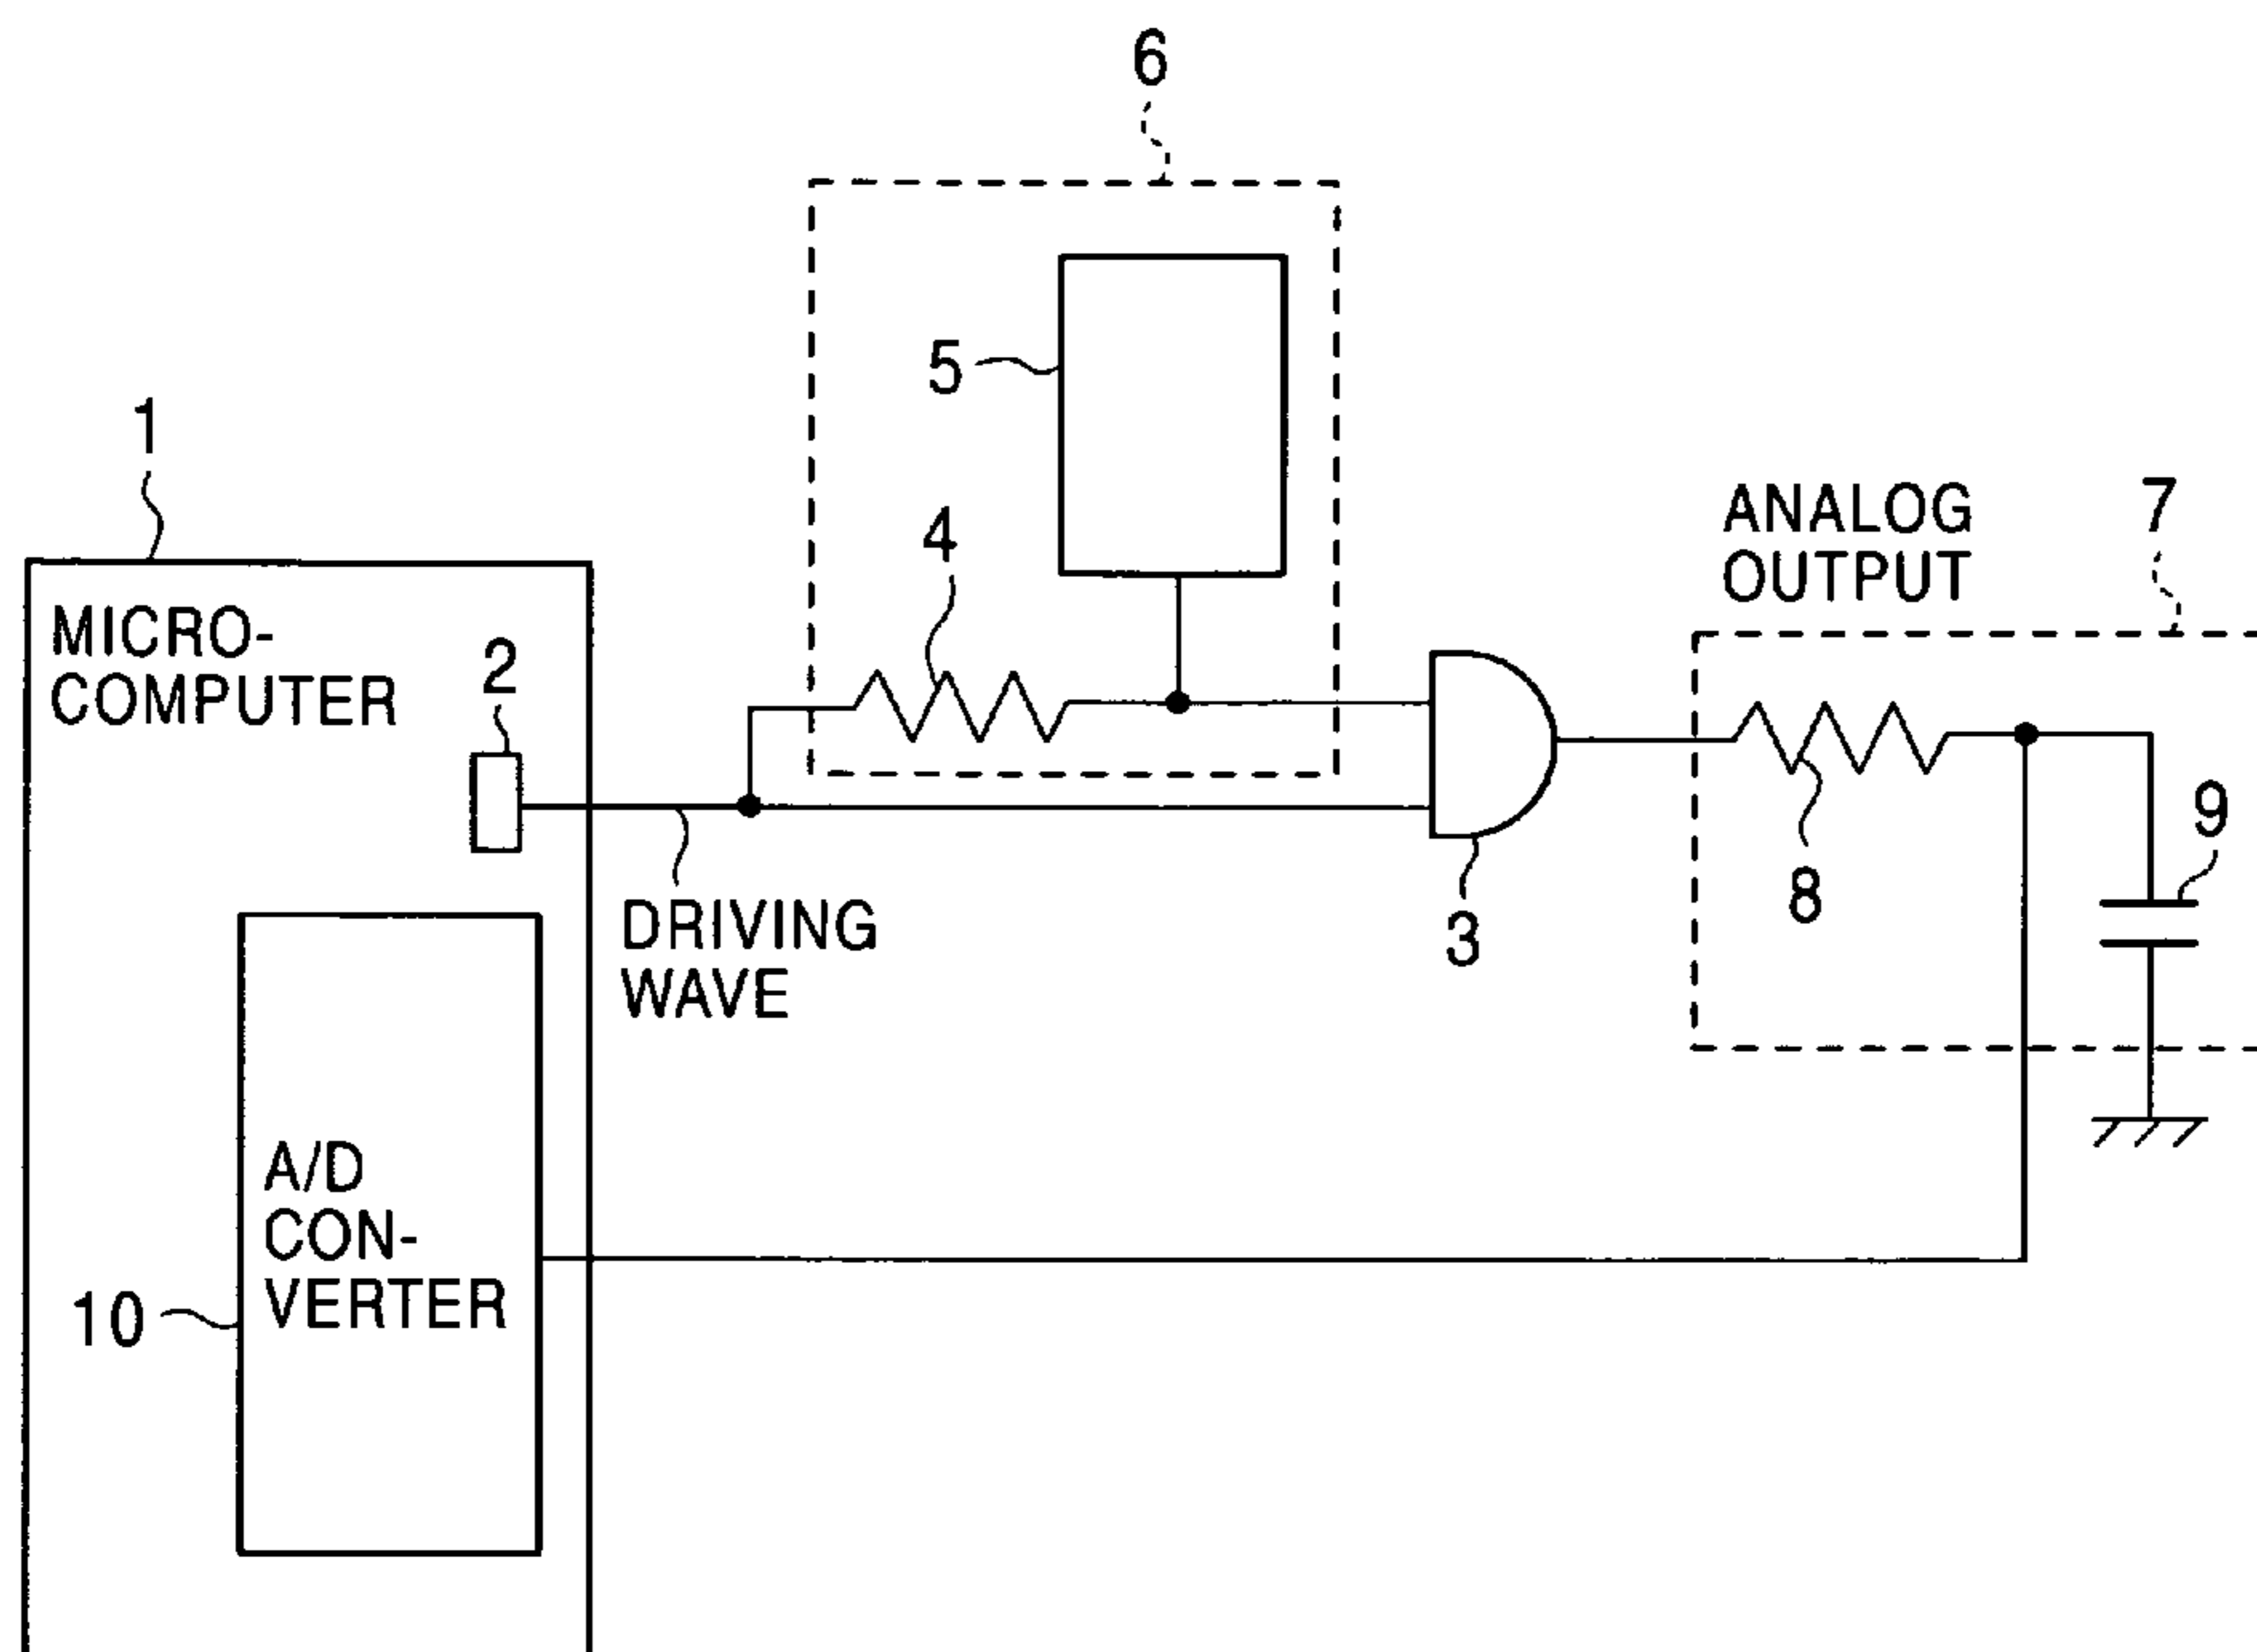 6
5
1
4
ANALOG
OUTPUT
7
MICRO-
COMPUTER
2
9
8
3
DRIVING
WAVE
A/D
CON-
VERTER
10